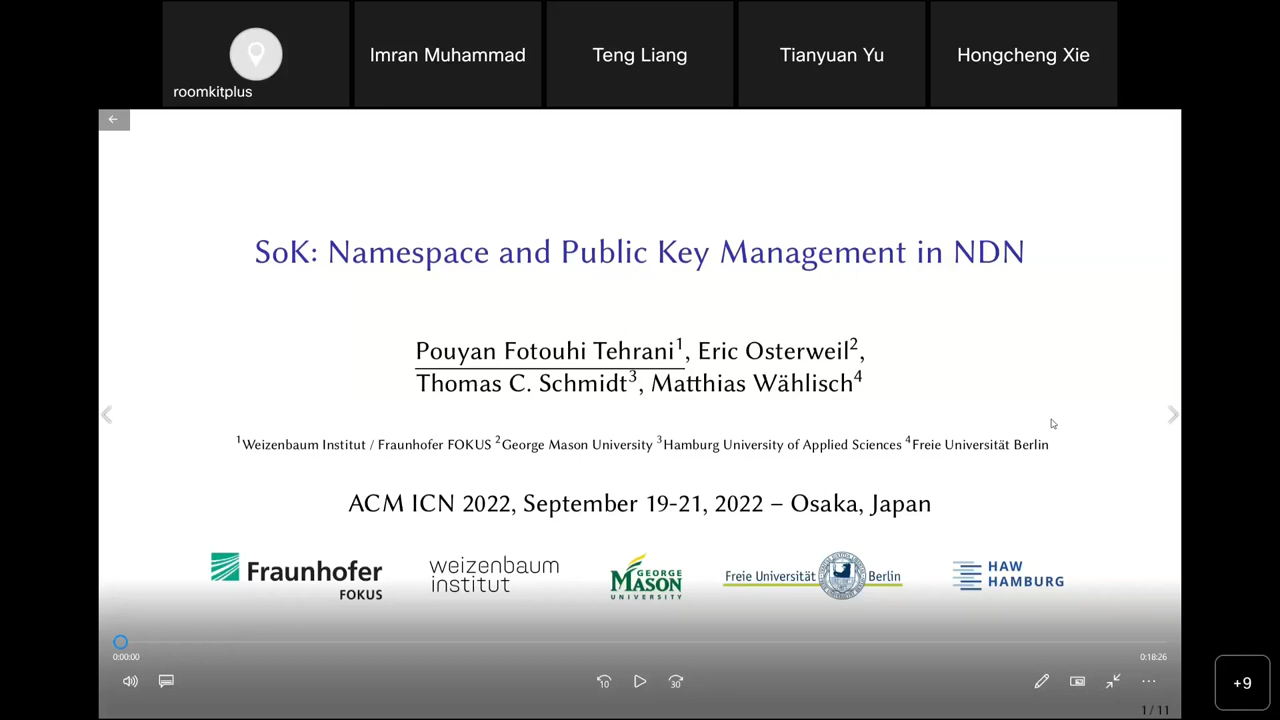 roomkitplus
Imran Muhammad
Teng Liang
Tianyuan Yu
Hongcheng Xie
SoK: Namespace and Public Key Management in NDN
Pouyan Fotouhi Tehrani1, Eric Osterweil2,
Thomas C. Schmidt3, Matthias Wählisch4
1Weizenbaum Institut / Fraunhofer FOKUS 2George Mason University 3Hamburg University of Applied Sciences 4Freie Universität Berlin
ACM ICN 2022, September 19-21, 2022 – Osaka, Japan
Fraunhofer
FOKUS
weizenbaum
institut
GEORGE
MASON
UNIVERSITY
Freie Universität Berlin
HAW
HAMBURG
0:00:00
0:18:26
10
30
1 / 11
+9